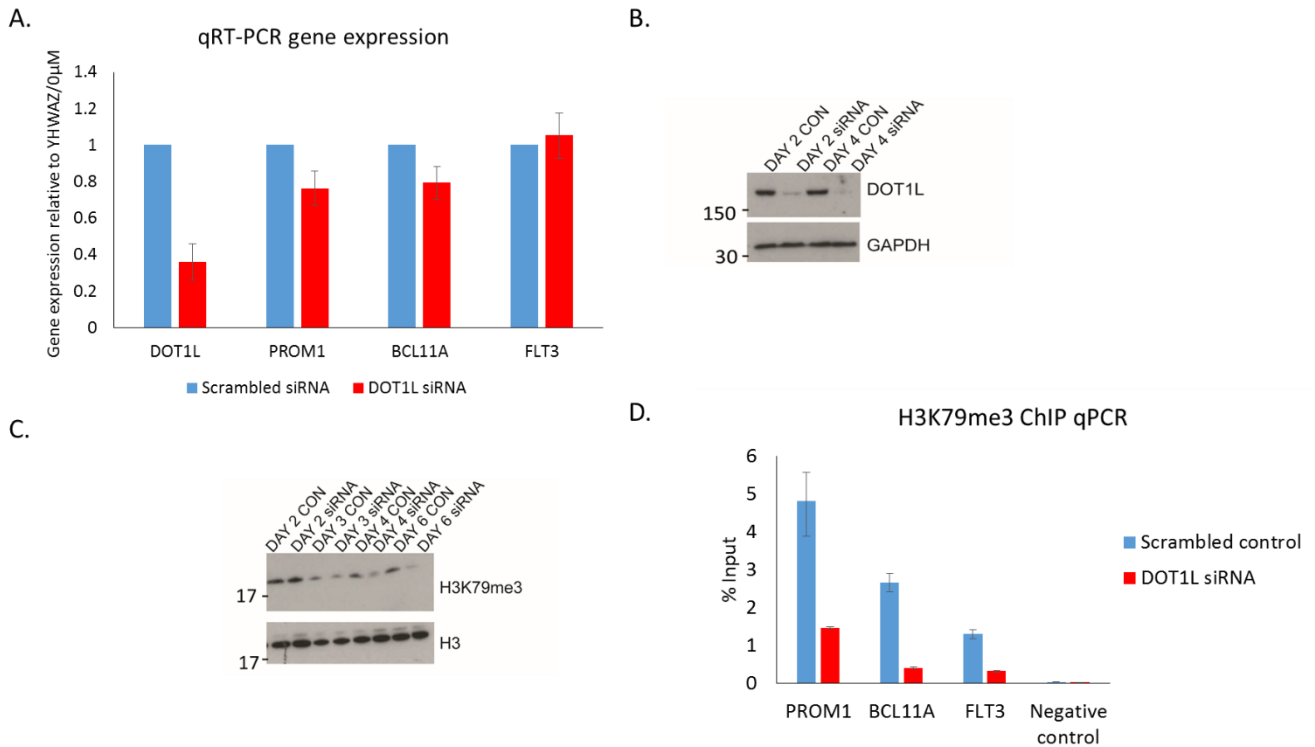 A.
qRT-PCR gene expression
Gene expression relative to YHWAZ/0µM
1.4
1.2
1
0.8
0.6
0.4
0.2
0
DOT1L PROM1 BCL11A FLT3
Scrambled siRNA DOT1L siRNA
B.
DAY 2 CON
DAY 2 siRNA
DAY 4 CON
DAY 4 siRNA
DOT1L
150
GAPDH
30
C.
DAY 2 CON
DAY 2 siRNA
DAY 3 CON
DAY 3 siRNA
DAY 4 CON
DAY 4 siRNA
DAY 6 CON
DAY 6 siRNA
H3K79me3
17
H3
17
D.
H3K79me3 ChIP qPCR
% Input
6
5
4
3
2
1
0
PROM1 BCL11A FLT3 Negative
control
Scrambled control
DOT1L siRNA